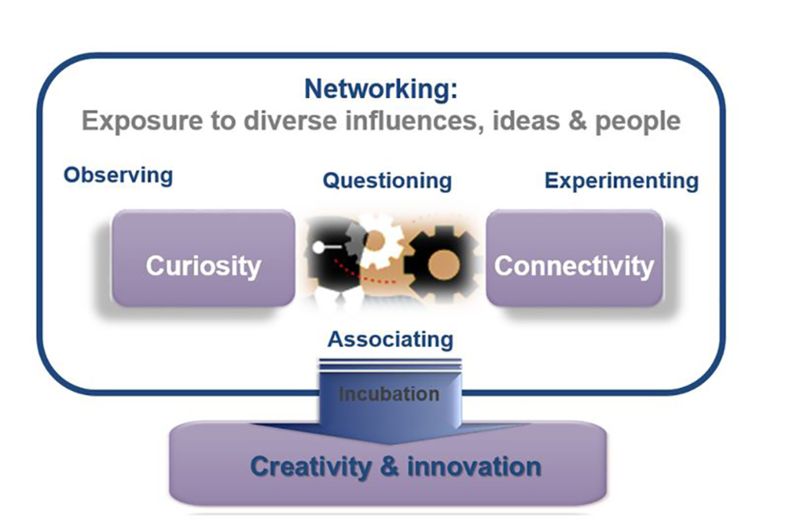 Networking:
Exposure to diverse influences, ideas & people
Observing
Questioning
Experimenting
Curiosity
Connectivity
Associating
Incubation
Creativity & innovation